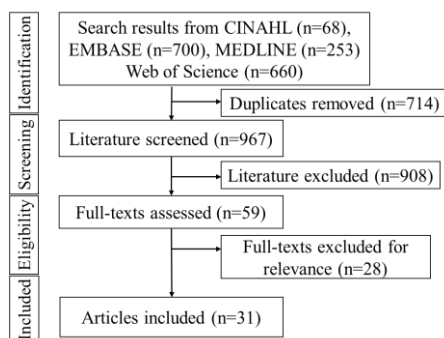 Identification
Search results from CINAHL (n=68),
EMBASE (n=700), MEDLINE (n=253)
Web of Science (n=660)
Duplicates removed (n=714)
Screening
Literature screened (n=967)
Literature excluded (n=908)
Eligibility
Full-texts assessed (n=59)
Full-texts excluded for
relevance (n=28)
Included
Articles included (n=31)